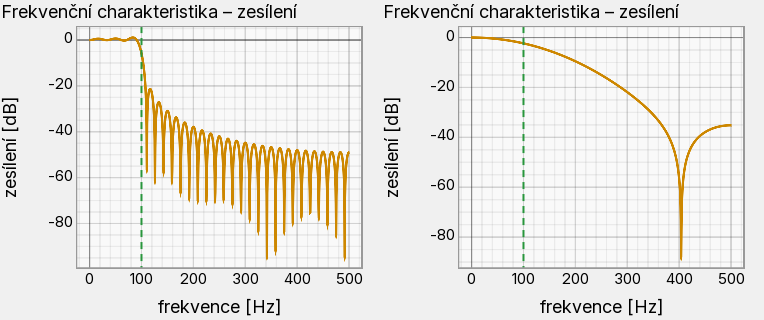 Frekvenční charakteristika – zesílení
zesílení [dB]
0
-20
-40
-60
-80
0 100 200 300 400 500
frekvence [Hz]
Frekvenční charakteristika – zesílení
zesílení [dB]
0
-20
-40
-60
-80
0 100 200 300 400 500
frekvence [Hz]